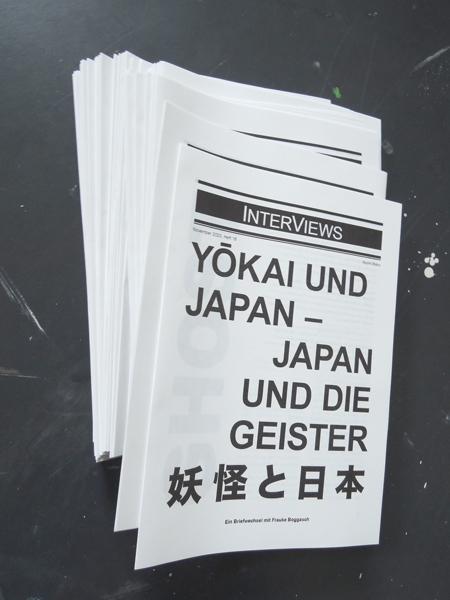 INTERVIEWS
YŌKAI UND
JAPAN –
JAPAN
UND DIE
GEISTER
妖怪と日本
Ein Briefwechsel mit Frauke Boggasch